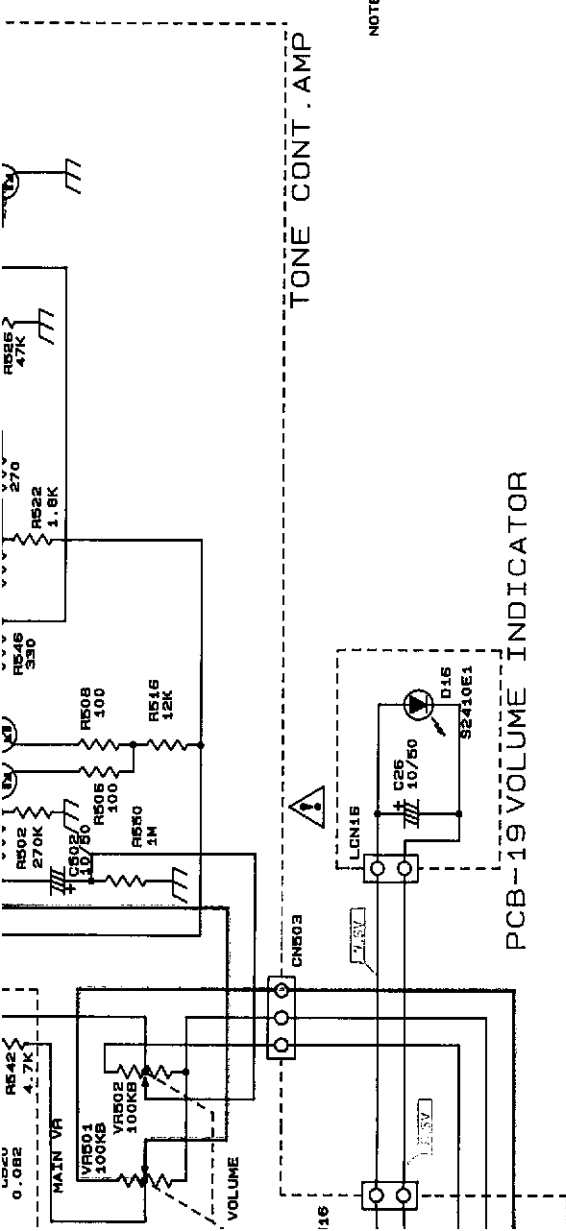 NOTE
TONE CONT.AMP
R526
47K
270
R522
1.8K
R546
330
R508
100
R516
12K
R506
100
R502
270K
C502
10/50
R550
1M
D16
S2410E1
C26
10/50
LCN16
PCB-19 VOLUME INDICATOR
CN503
R542
4.7K
0.082
MAIN VR
VR501
100KB
VR502
100KB
VOLUME
16